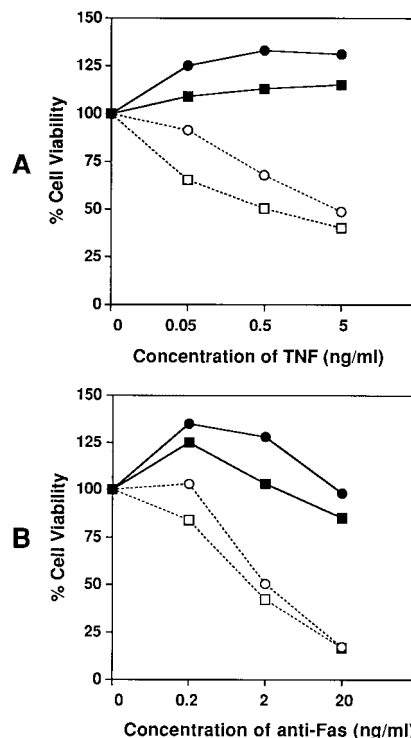 150
125
100
75
50
25
0
A
% Cell Viability
0 0.05 0.5 5
Concentration of TNF (ng/ml)
150
125
100
75
50
25
0
B
% Cell Viability
0 0.2 2 20
Concentration of anti-Fas (ng/ml)